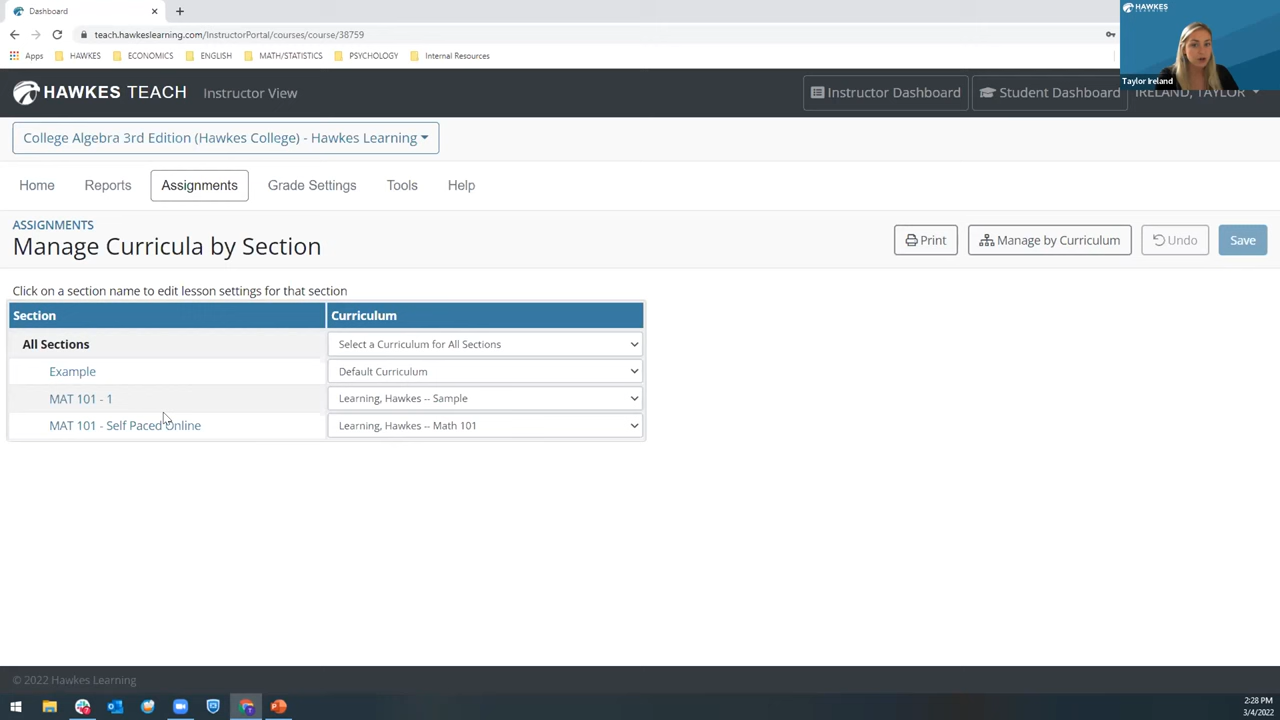 Dashboard
HAWKES
LEARNING
teach.hawkeslearning.com/InstructorPortal/courses/course/38759
Apps HAWKES ECONOMICS ENGLISH MATH/STATISTICS PSYCHOLOGY Internal Resources
Taylor Ireland
HAWKES TEACH Instructor View Instructor Dashboard Student Dashboard IRELAND, TAYLOR
College Algebra 3rd Edition (Hawkes College) - Hawkes Learning
Home Reports Assignments Grade Settings Tools Help
ASSIGNMENTS
Manage Curricula by Section Print Manage by Curriculum Undo Save
Click on a section name to edit lesson settings for that section
Section Curriculum
All Sections Select a Curriculum for All Sections
Example Default Curriculum
MAT 101 - 1 Learning, Hawkes -- Sample
MAT 101 - Self Paced Online Learning, Hawkes -- Math 101
© 2022 Hawkes Learning
2:28 PM
3/4/2022